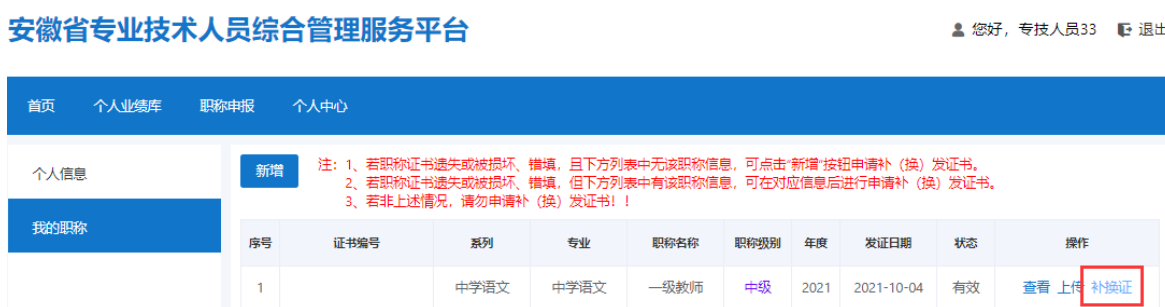 安徽省专业技术人员综合管理服务平台
您好，专技人员33 退出
首页 个人业绩库 职称申报 个人中心
个人信息
我的职称
新增
注：1、若职称证书遗失或被损坏、错填，且下方列表中无该职称信息，可点击“新增”按钮申请补（换）发证书。
2、若职称证书遗失或被损坏、错填，但下方列表中有该职称信息，可在对应信息后进行申请补（换）发证书。
3、若非上述情况，请勿申请补（换）发证书！！
序号 证书编号 系列 专业 职称名称 职称级别 年度 发证日期 状态 操作
1 中学语文 中学语文 一级教师 中级 2021 2021-10-04 有效 查看 上传 补换证